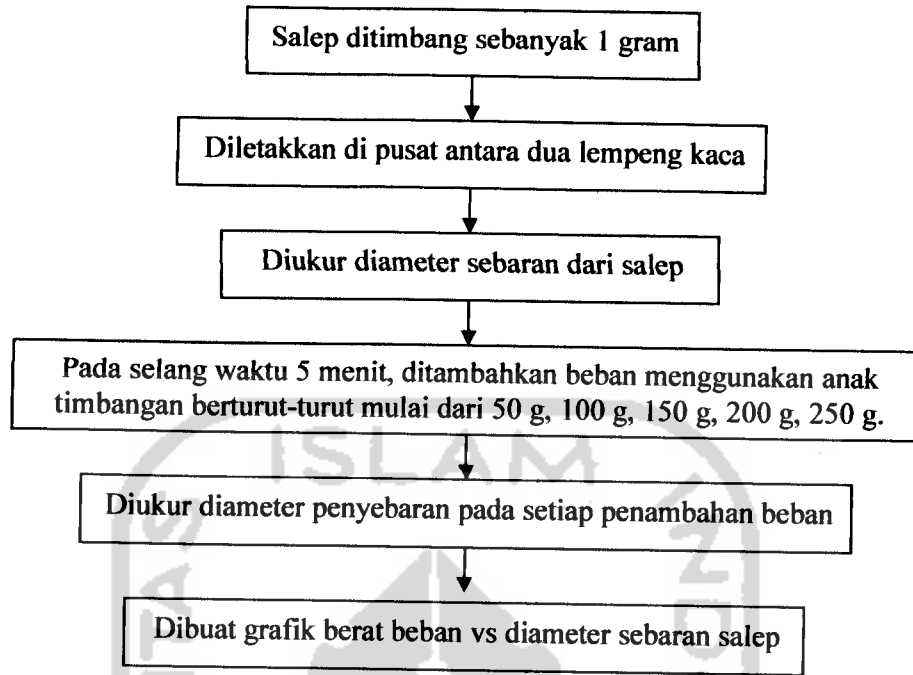 Salep ditimbang sebanyak 1 gram
Diletakkan di pusat antara dua lempeng kaca
Diukur diameter sebaran dari salep
Pada selang waktu 5 menit, ditambahkan beban menggunakan anak
timbangan berturut-turut mulai dari 50 g, 100 g, 150 g, 200 g, 250 g.
ISLAM
Diukur diameter penyebaran pada setiap penambahan beban
Dibuat grafik berat beban vs diameter sebaran salep